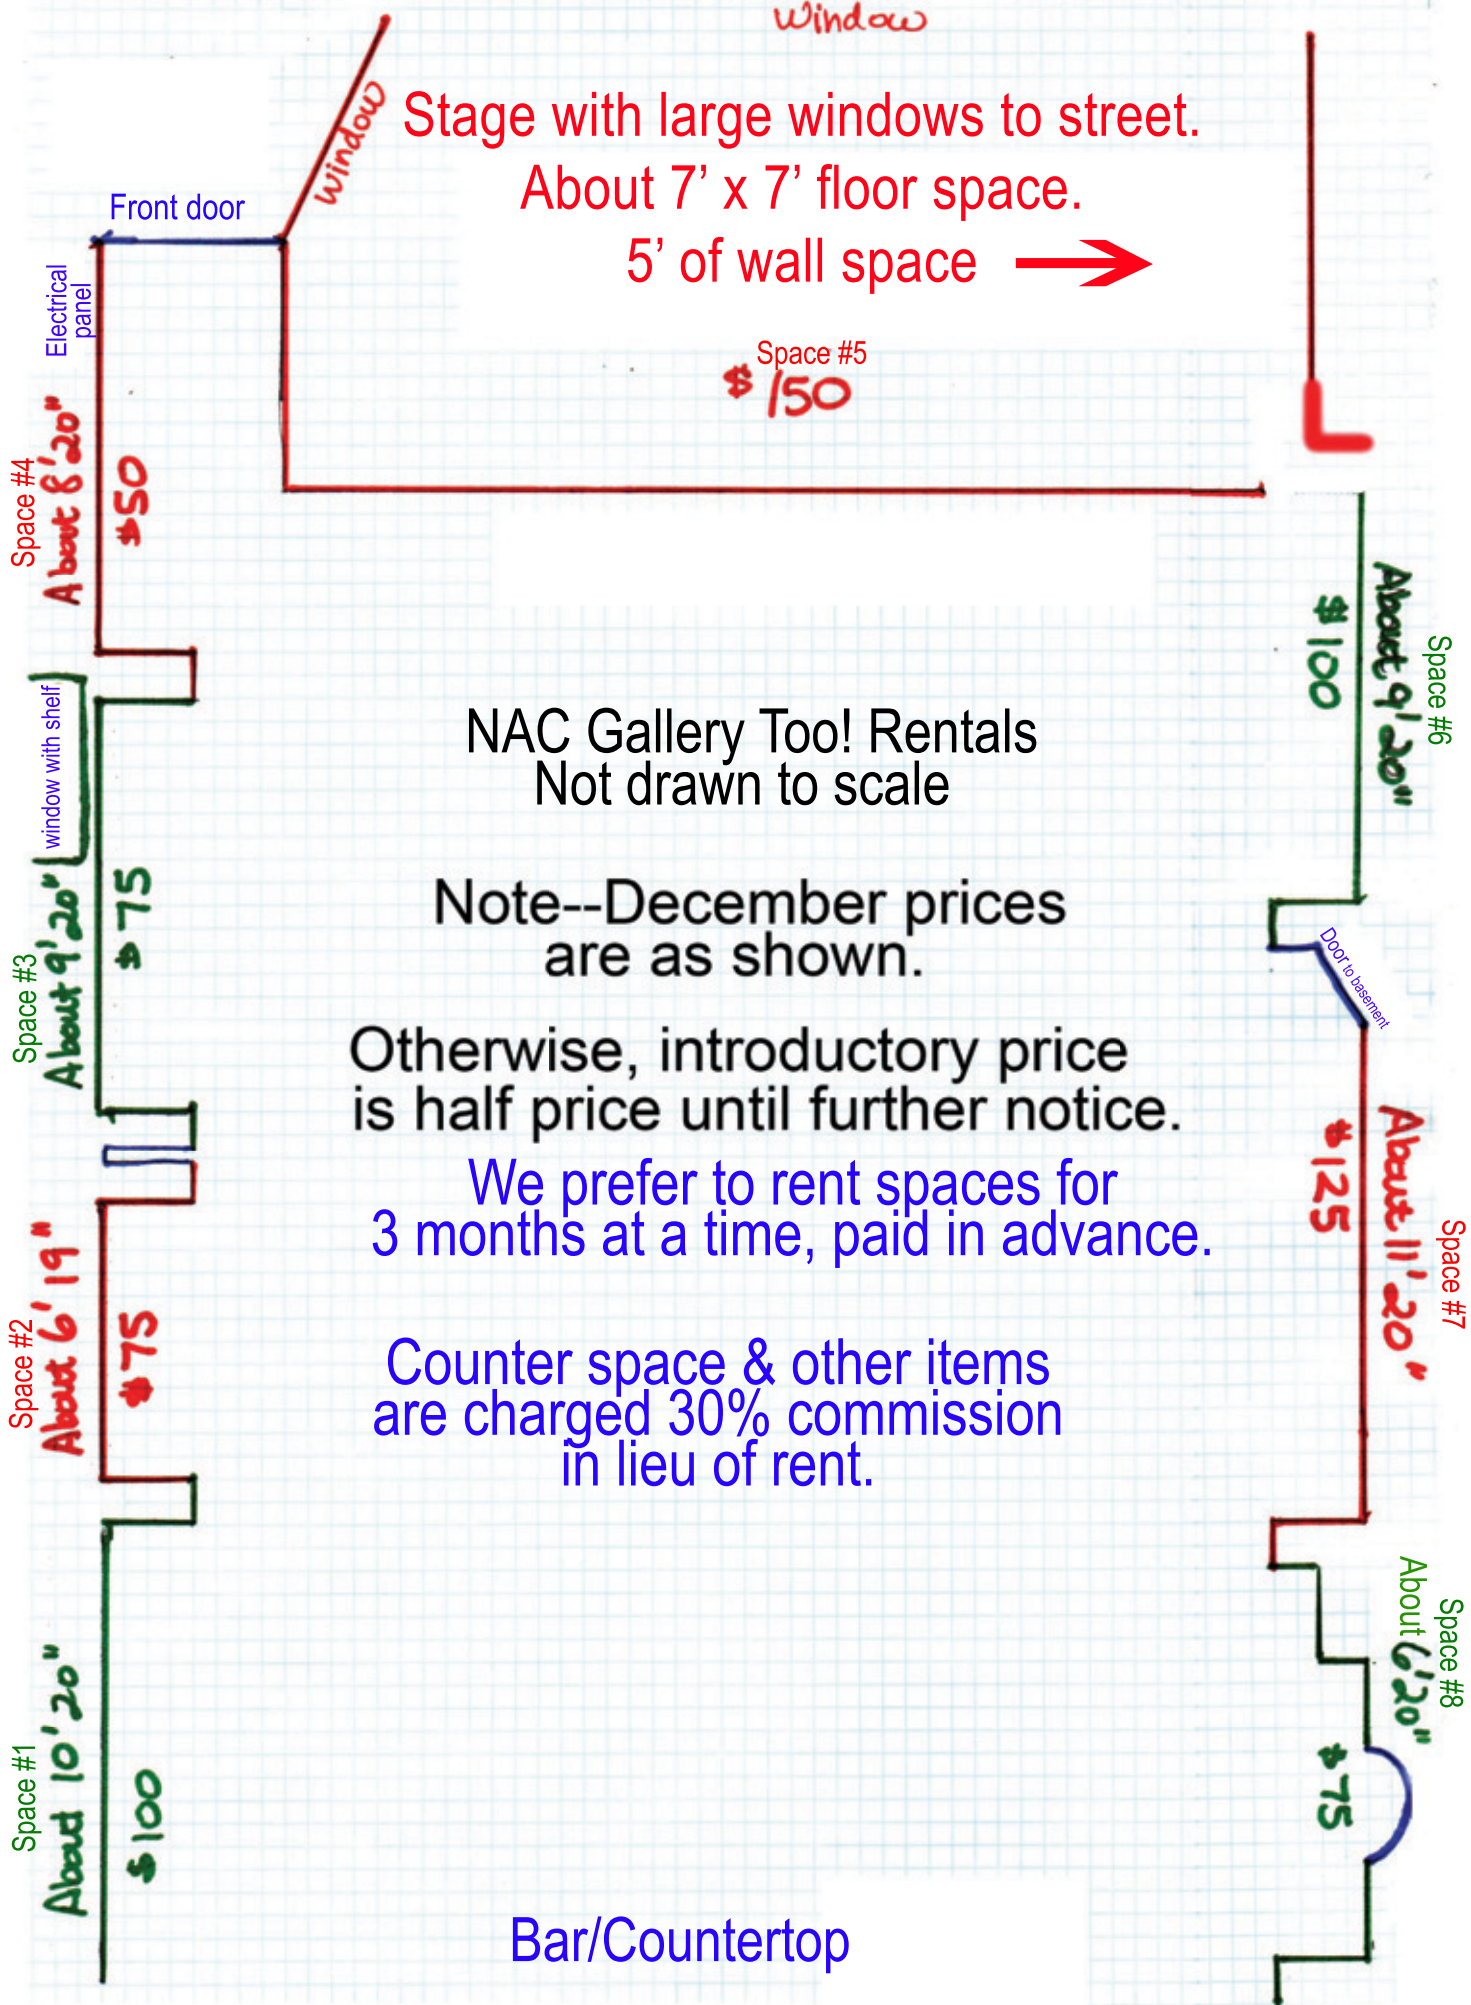 Window
Window
Stage with large windows to street.
About 7’ x 7’ floor space.
5’ of wall space
Space #5
$150
Front door
Electrical
panel
Space #4
About 8'20"
$50
window with shelf
Space #3
About 9'20"
$75
Space #2
About 6'19"
$75
Space #1
About 10'20"
$100
NAC Gallery Too! Rentals
Not drawn to scale
Note--December prices
are as shown.
Otherwise, introductory price
is half price until further notice.
We prefer to rent spaces for
3 months at a time, paid in advance.
Counter space & other items
are charged 30% commission
in lieu of rent.
Bar/Countertop
Space #6
About 9'20"
$100
Door to basement
Space #7
About 11'20"
$125
Space #8
About 6'20"
$75